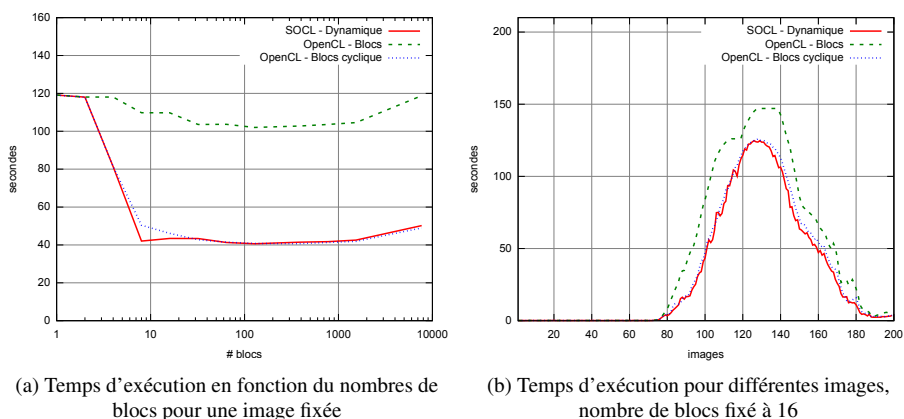 160
140
120
100
80
60
40
20
0
secondes
1
10
100
1000
10000
# blocs
SOCL - Dynamique
OpenCL - Blocs
OpenCL - Blocs cyclique
(a) Temps d'exécution en fonction du nombres de
blocs pour une image fixée
200
150
100
50
0
secondes
20
40
60
80
100
120
140
160
180
200
images
SOCL - Dynamique
OpenCL - Blocs
OpenCL - Blocs cyclique
(b) Temps d'exécution pour différentes images,
nombre de blocs fixé à 16